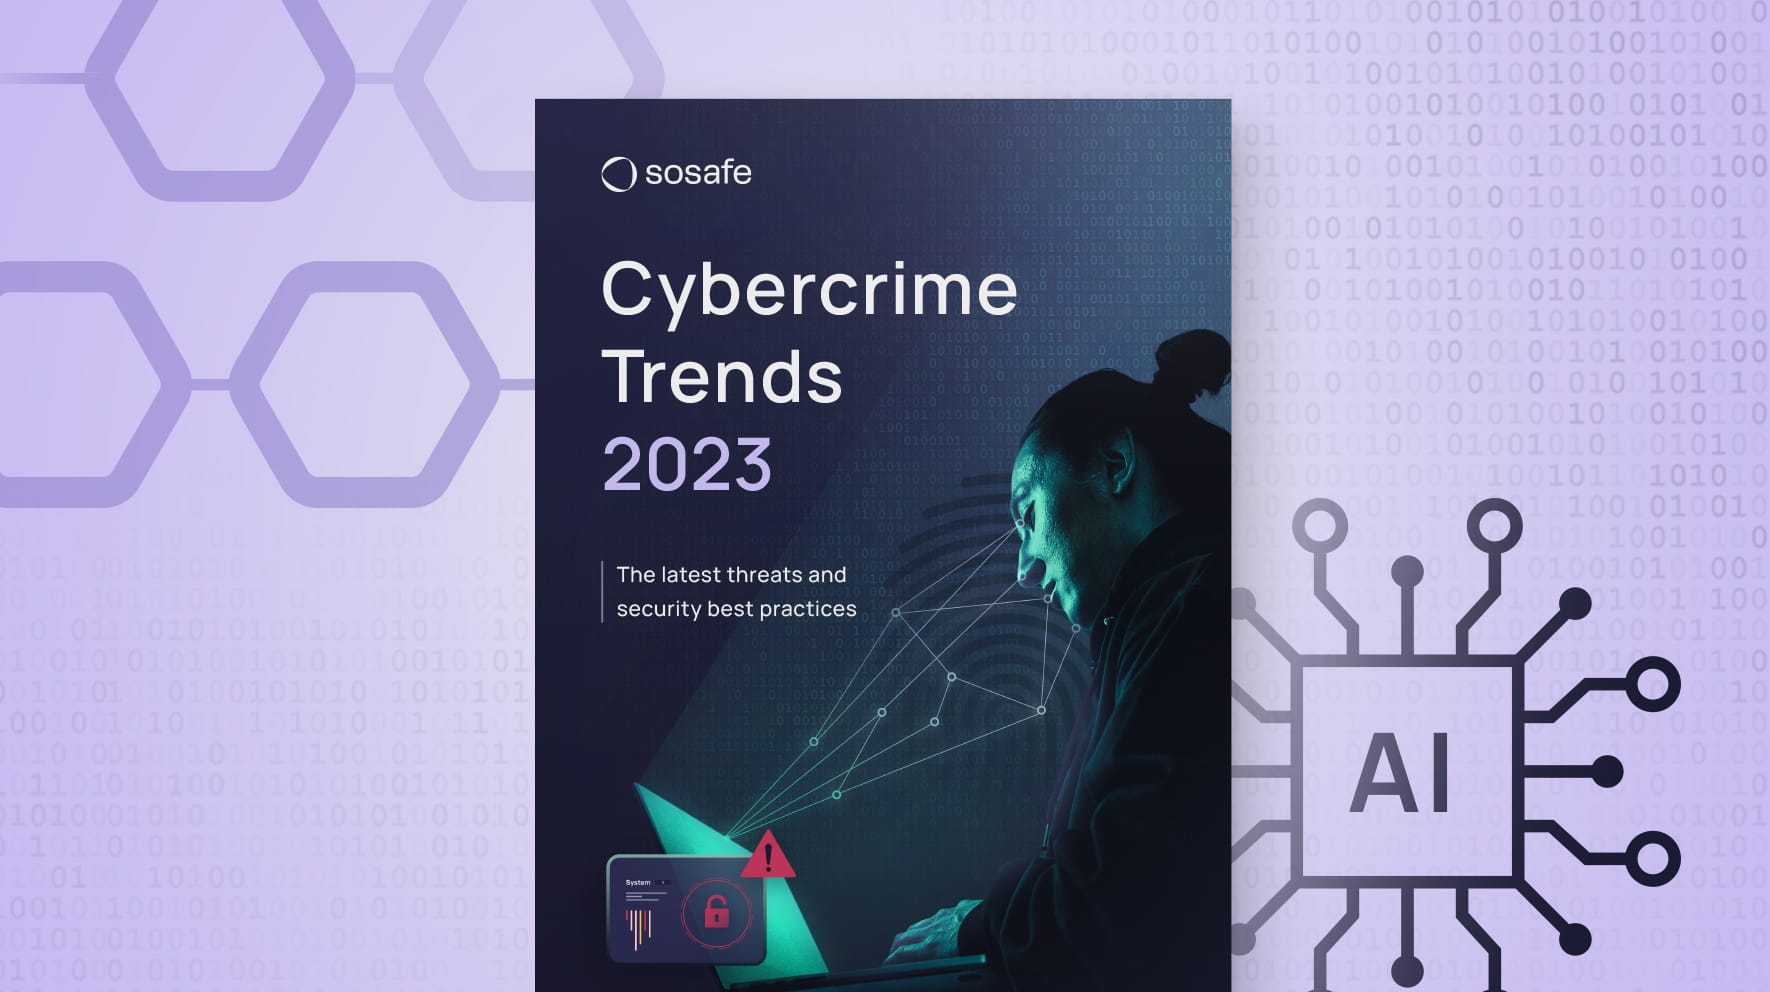 sosafe
Cybercrime
Trends
2023
The latest threats and
security best practices
System
AI